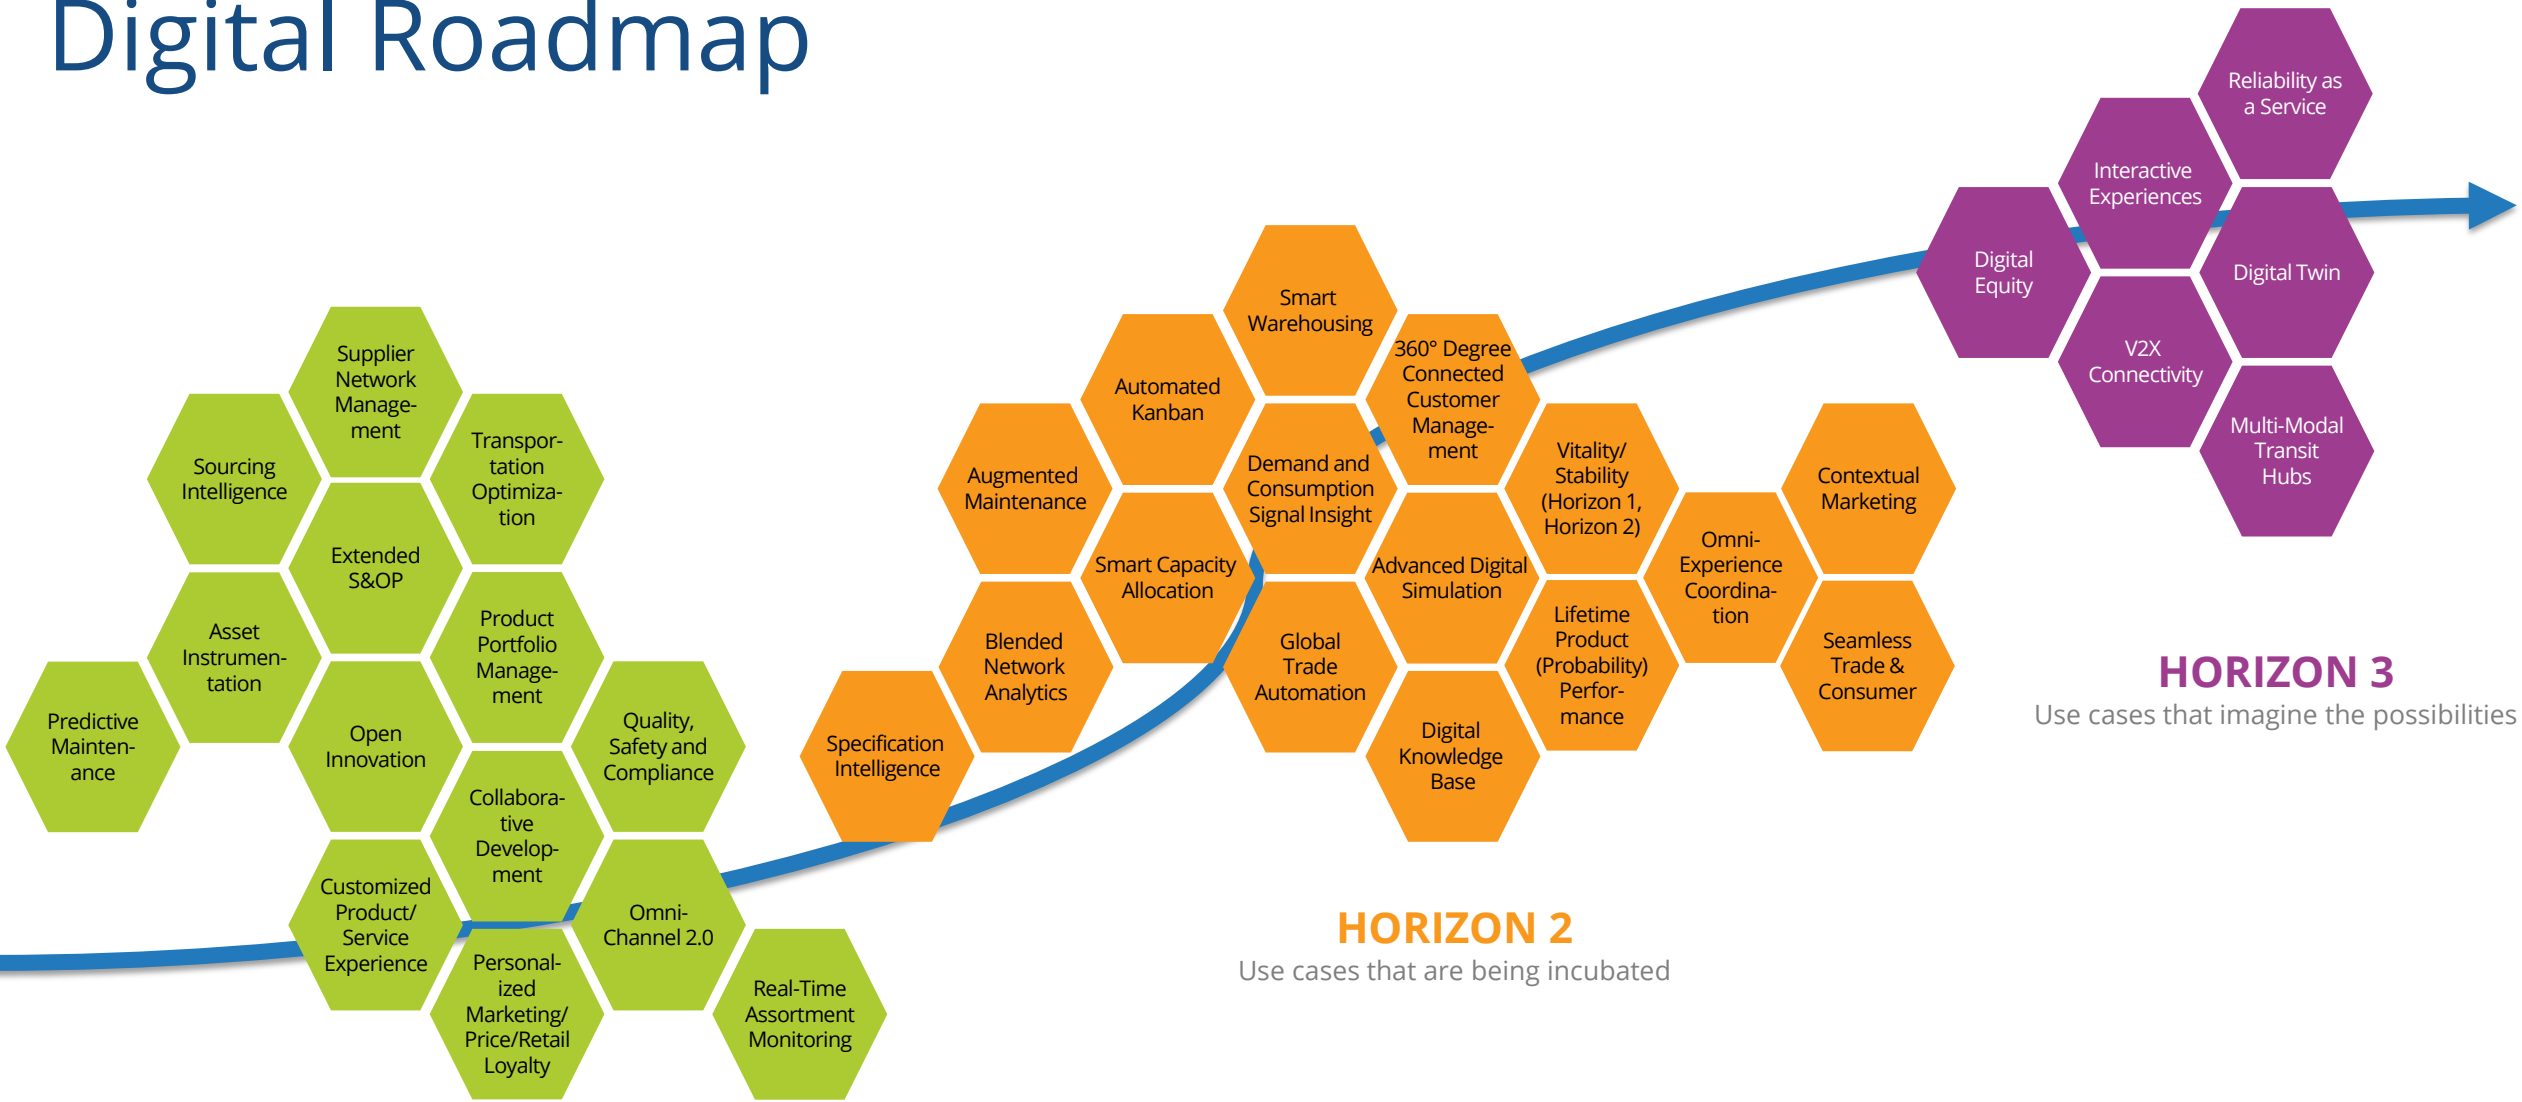 Digital Roadmap
Supplier
Network
Manage-
ment
Sourcing
Intelligence
Transpor-
tation
Optimiza-
tion
Extended
S&OP
Asset
Instrumen-
tation
Product
Portfolio
Manage-
ment
Predictive
Mainten-
ance
Open
Innovation
Quality,
Safety and
Compliance
Collabora-
tive
Develop-
ment
Customized
Product/
Service
Experience
Omni-
Channel 2.0
Personal-
ized
Marketing/
Price/Retail
Loyalty
Real-Time
Assortment
Monitoring
Smart
Warehousing
Automated
Kanban
360° Degree
Connected
Customer
Manage-
ment
Augmented
Maintenance
Demand and
Consumption
Signal Insight
Vitality/
Stability
(Horizon 1,
Horizon 2)
Contextual
Marketing
Smart Capacity
Allocation
Advanced Digital
Simulation
Omni-
Experience
Coordina-
tion
Blended
Network
Analytics
Global
Trade
Automation
Lifetime
Product
(Probability)
Perfor-
mance
Seamless
Trade &
Consumer
Specification
Intelligence
Digital
Knowledge
Base
HORIZON 2
Use cases that are being incubated
Reliability as
a Service
Interactive
Experiences
Digital
Equity
Digital Twin
V2X
Connectivity
Multi-Modal
Transit
Hubs
HORIZON 3
Use cases that imagine the possibilities